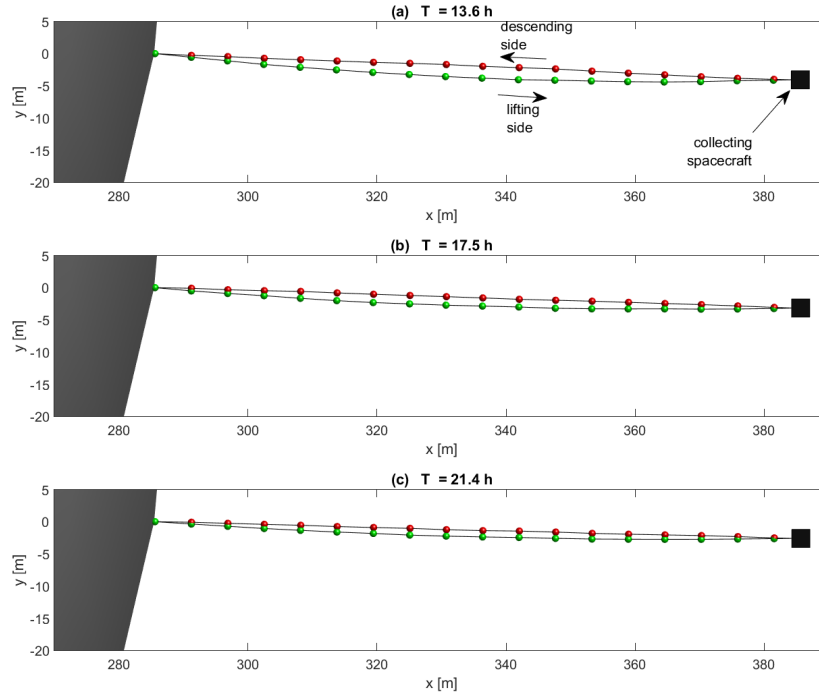 (a) T = 13.6 h
5
0
-5
-10
-15
-20
y [m]
descending
side
lifting
side
collecting
spacecraft
280 300 320 340 360 380
x [m]
(b) T = 17.5 h
5
0
-5
-10
-15
-20
y [m]
280 300 320 340 360 380
x [m]
(c) T = 21.4 h
5
0
-5
-10
-15
-20
y [m]
280 300 320 340 360 380
x [m]